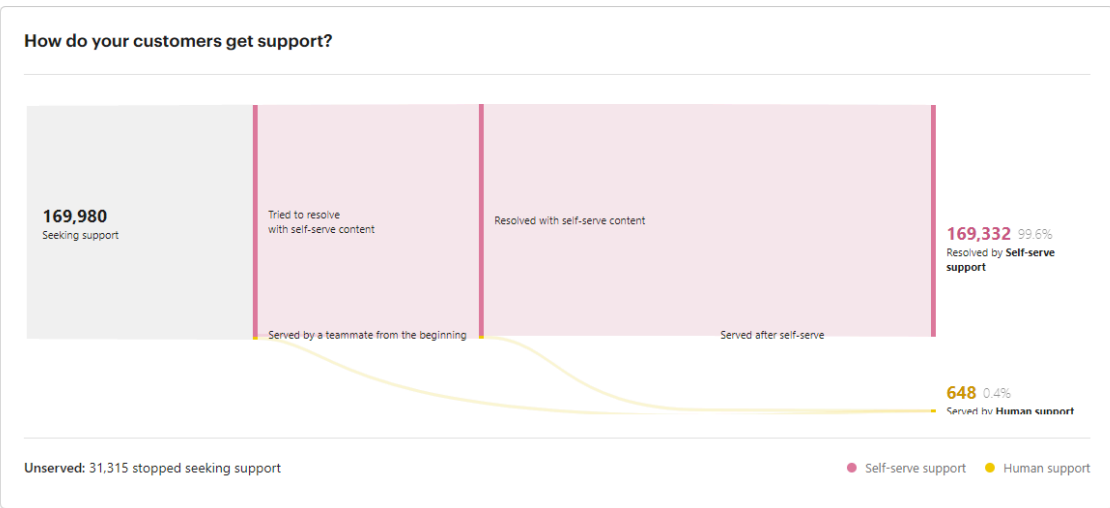 How do your customers get support?
169,980
Seeking support
Tried to resolve
with self-serve content
Resolved with self-serve content
169,332 99.6%
Resolved by Self-serve
support
Served by a teammate from the beginning
Served after self-serve
648 0.4%
Served by Human support
Unserved: 31,315 stopped seeking support
Self-serve support
Human support